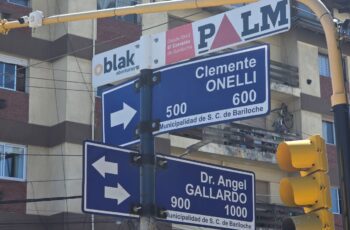 blak
PALM
Clemente
ONELLI
500 600
Municipalidad de S. C. de Bariloche
Dr. Angel
GALLARDO
900 1000
Municipalidad de S. C. de Bariloche